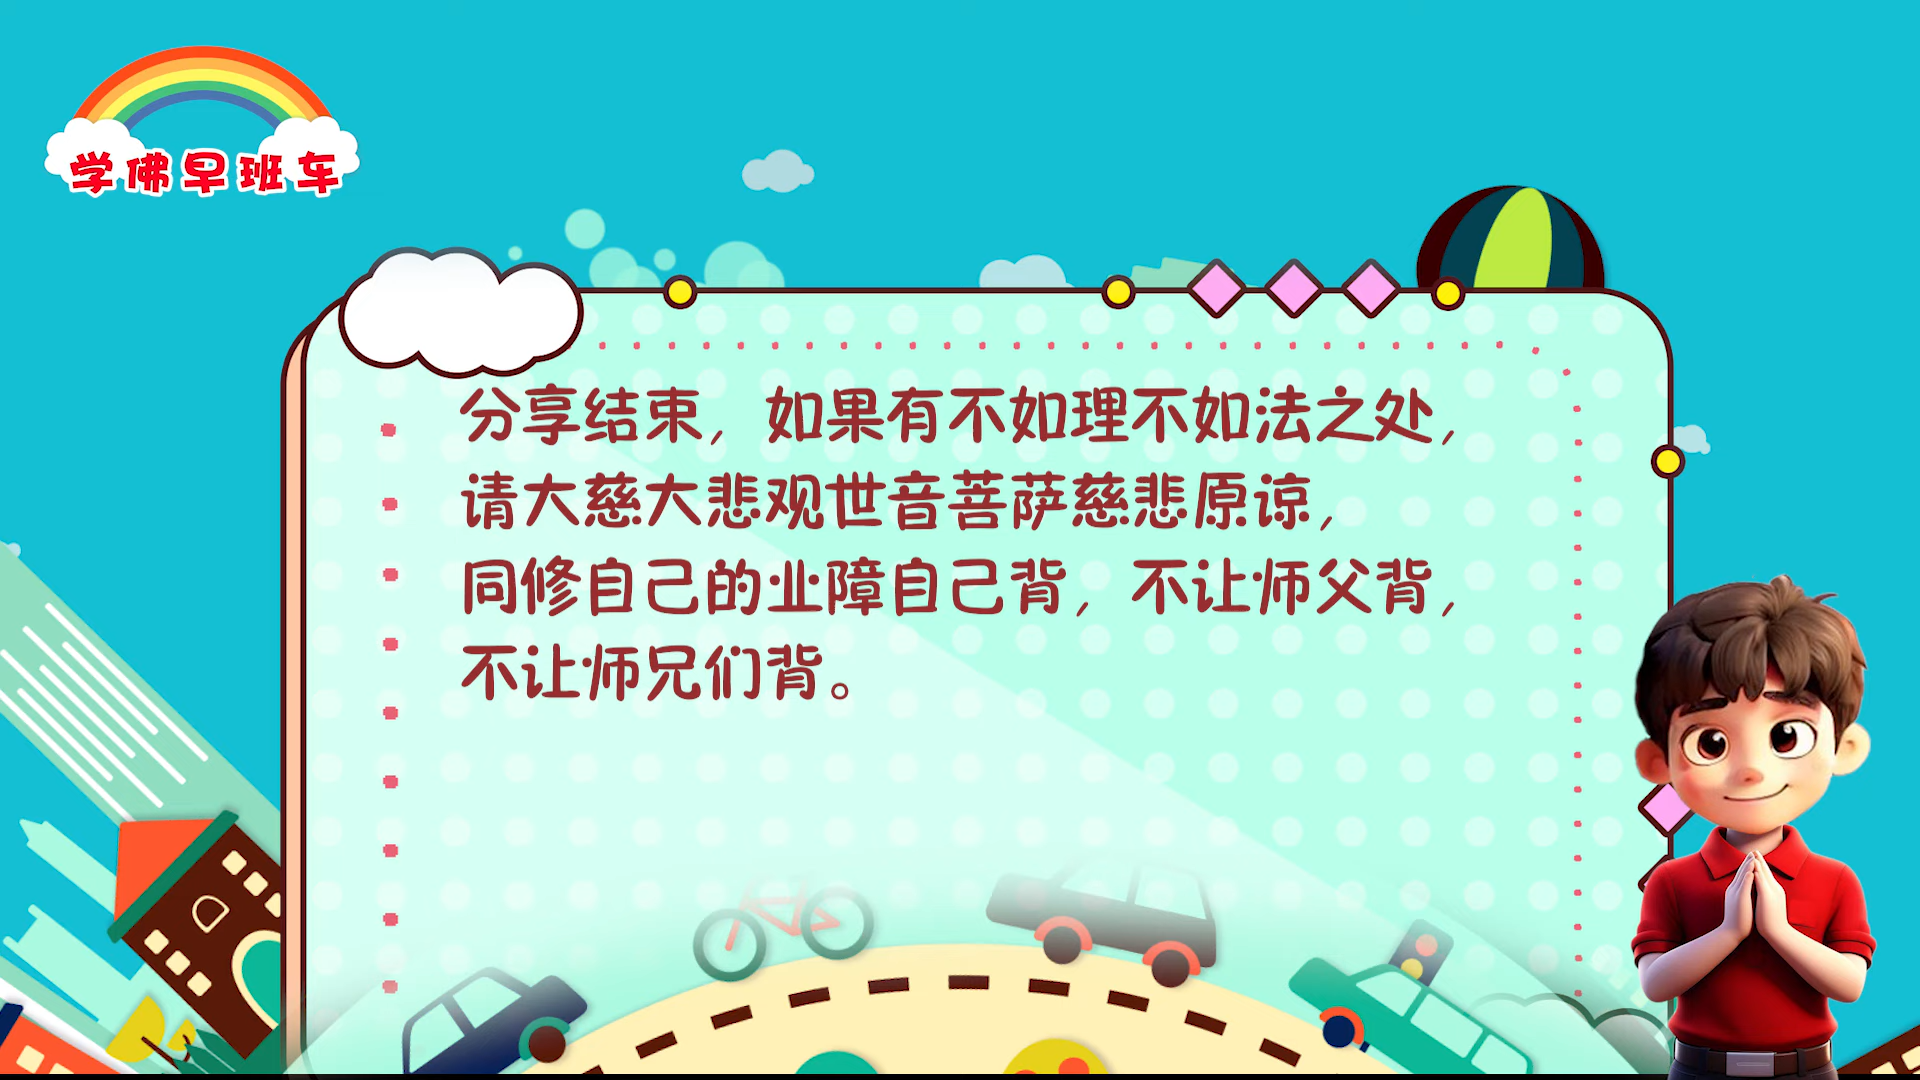 学佛早班车
分享结束，如果有不如理不如法之处，
请大慈大悲观世音菩萨慈悲原谅，
同修自己的业障自己背，不让师父背，
不让师兄们背。